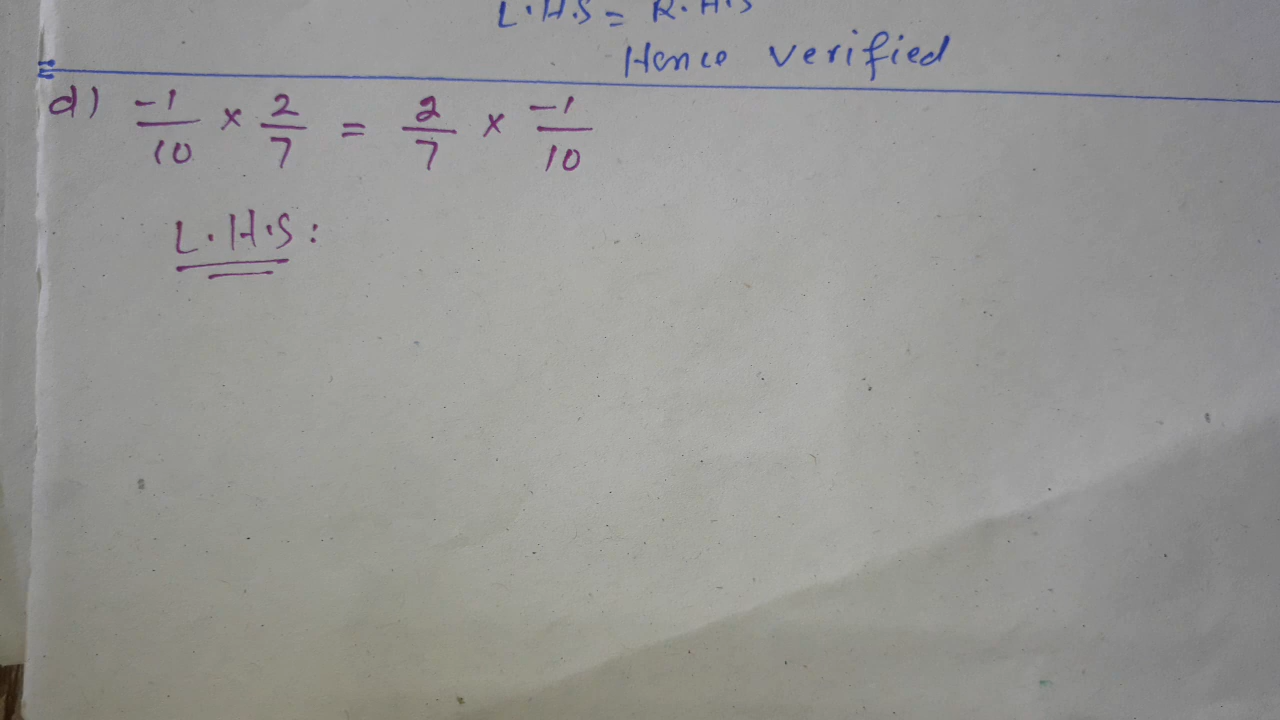 L.H.S = R.H.S
Hence verified
d) -1/10 × 2/7 = 2/7 × -1/10
L.H.S: